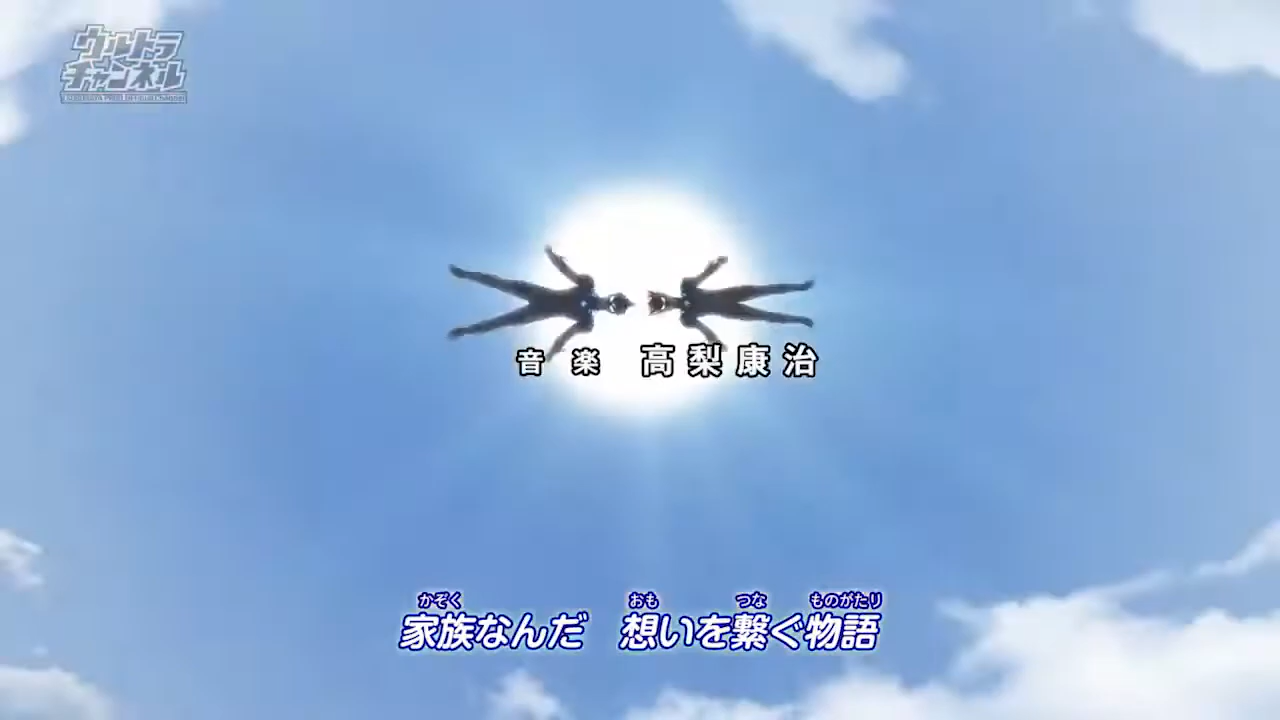 ウルトラ
チャンネル
音楽 高梨康治
かぞく おも つな ものがたり
家族なんだ 想いを繋ぐ物語